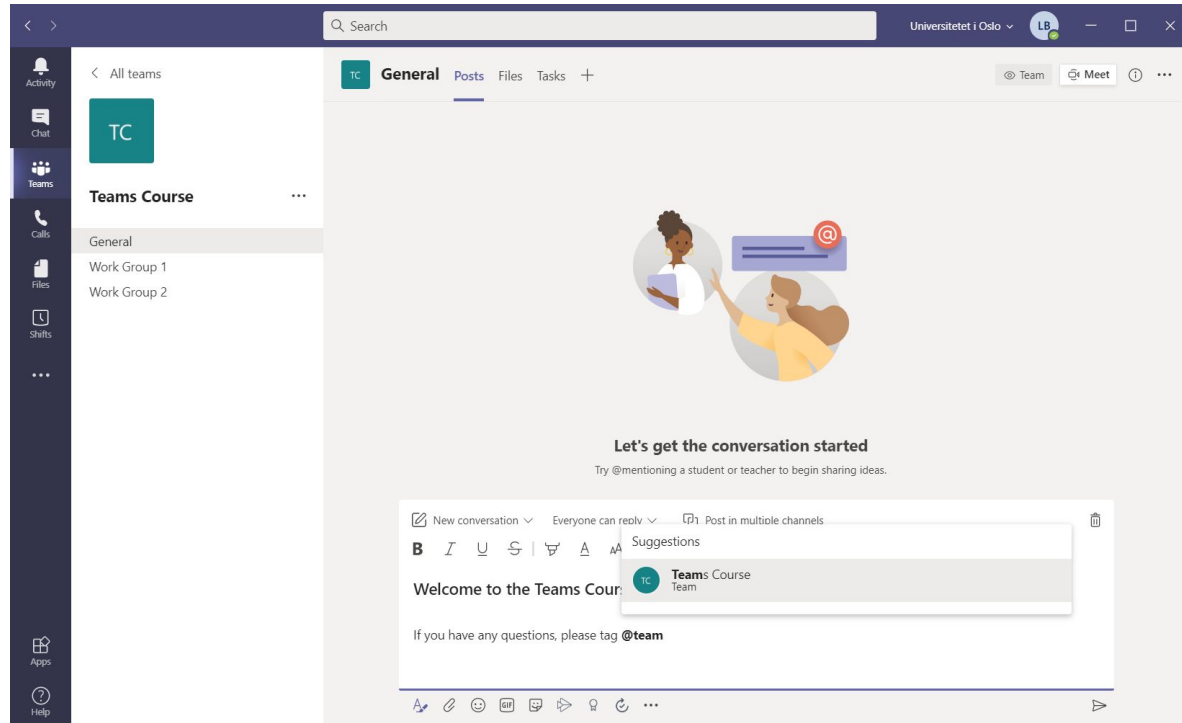 Search
Universitetet i Oslo
LB
Activity
Chat
Teams
Calls
Files
Shifts
Apps
Help
All teams
TC
Teams Course
General
Work Group 1
Work Group 2
TC General Posts Files Tasks
Team Meet
@
Let's get the conversation started
Try @mentioning a student or teacher to begin sharing ideas.
New conversation Everyone can reply Post in multiple channels
B I U S A AA
Suggestions
TC Teams Course
Team
Welcome to the Teams
If you have any questions, please tag @team
GIF